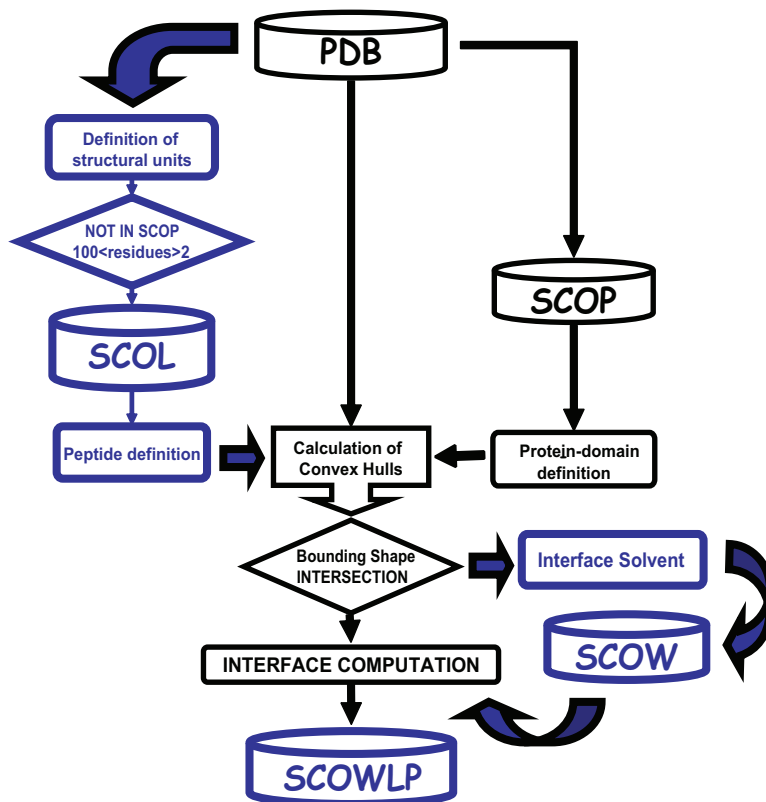 PDB
Definition of
structural units
NOT IN SCOP
100<residues>2
SCOP
SCOL
Peptide definition
Calculation of
Convex Hulls
Protein-domain
definition
Bounding Shape
INTERSECTION
Interface Solvent
SCOW
INTERFACE COMPUTATION
SCOWLP